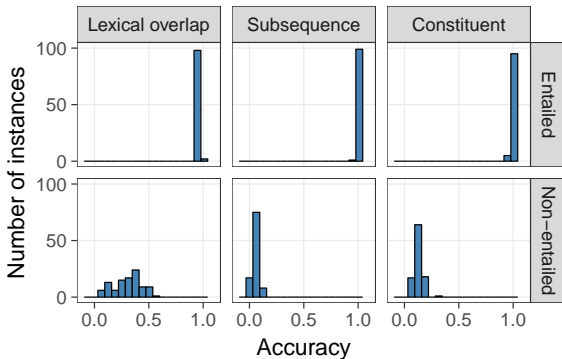 Lexical overlap Subsequence Constituent
100
50
0
Entailed
100
50
0
Non−entailed
0.0 0.5 1.0 0.0 0.5 1.0 0.0 0.5 1.0
Accuracy
Number of instances